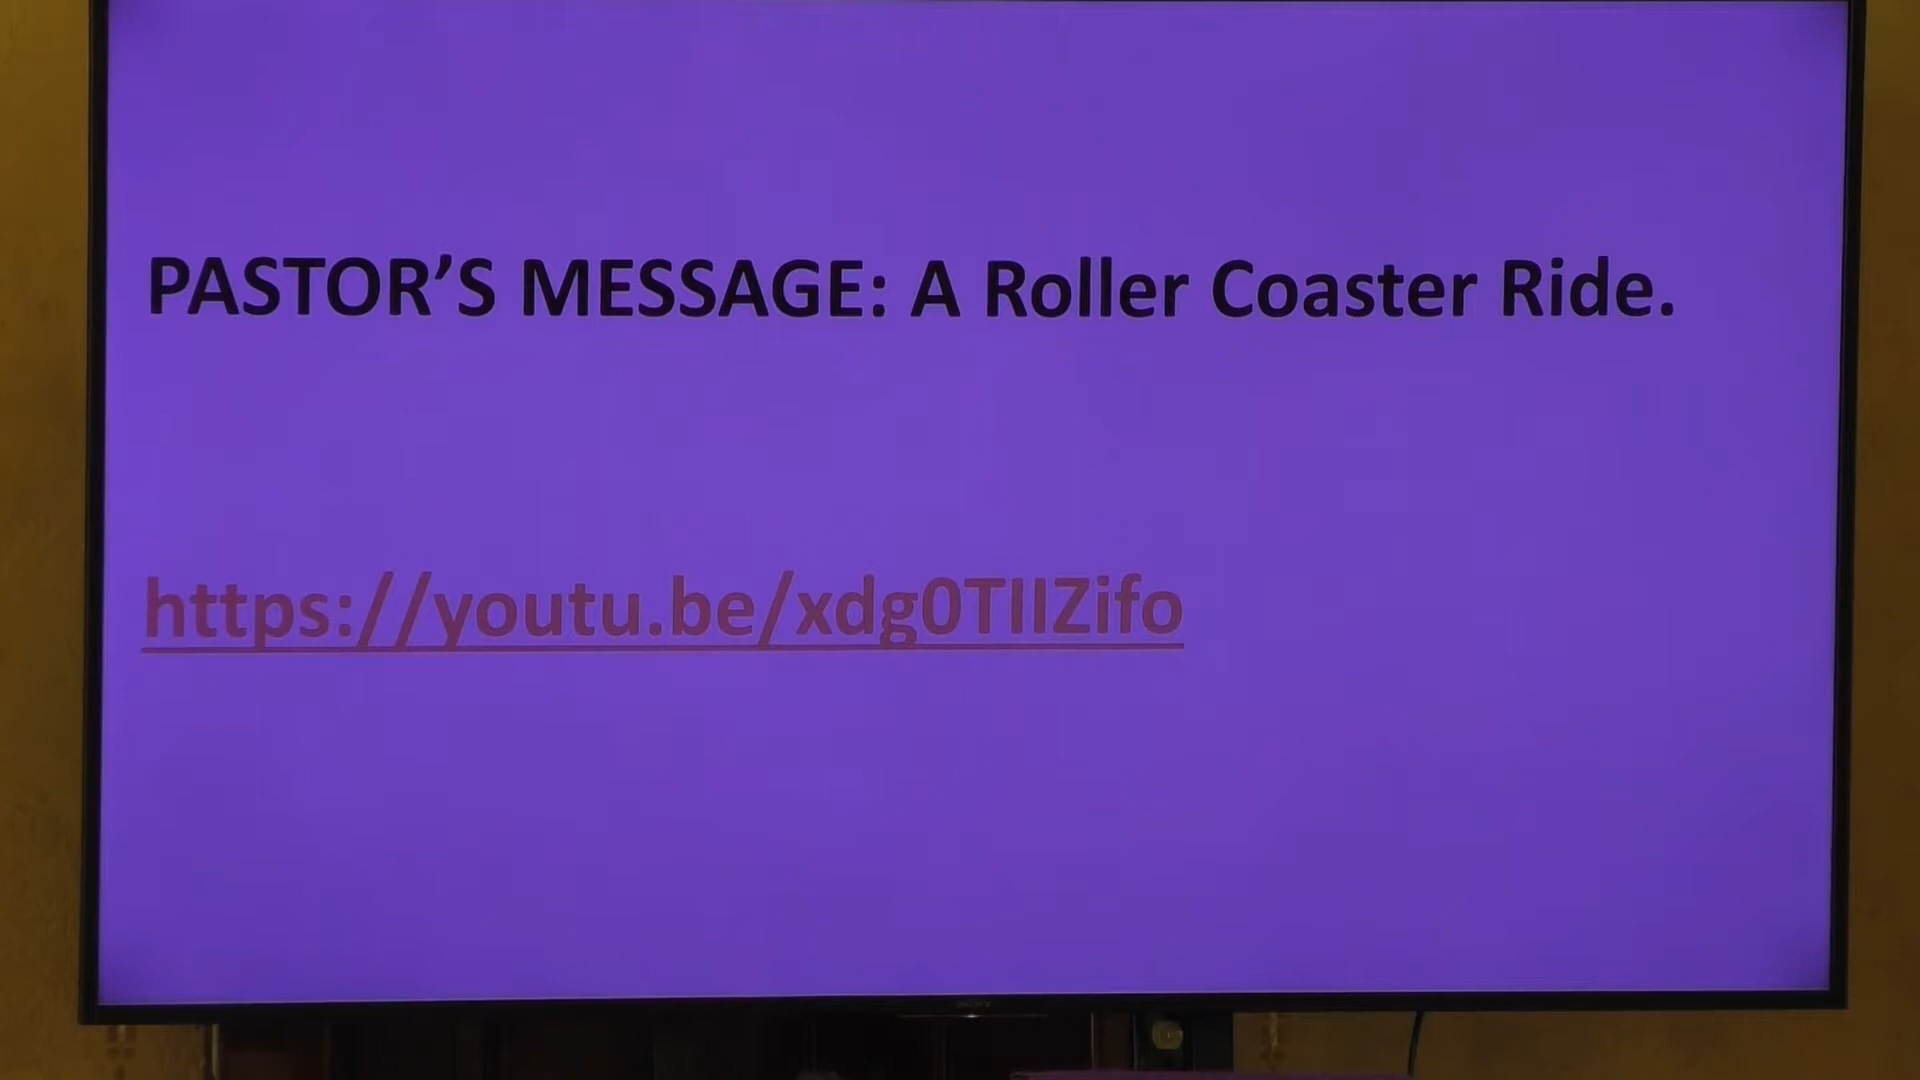 PASTOR’S MESSAGE: A Roller Coaster Ride.
https://youtu.be/xdg0TIIZifo